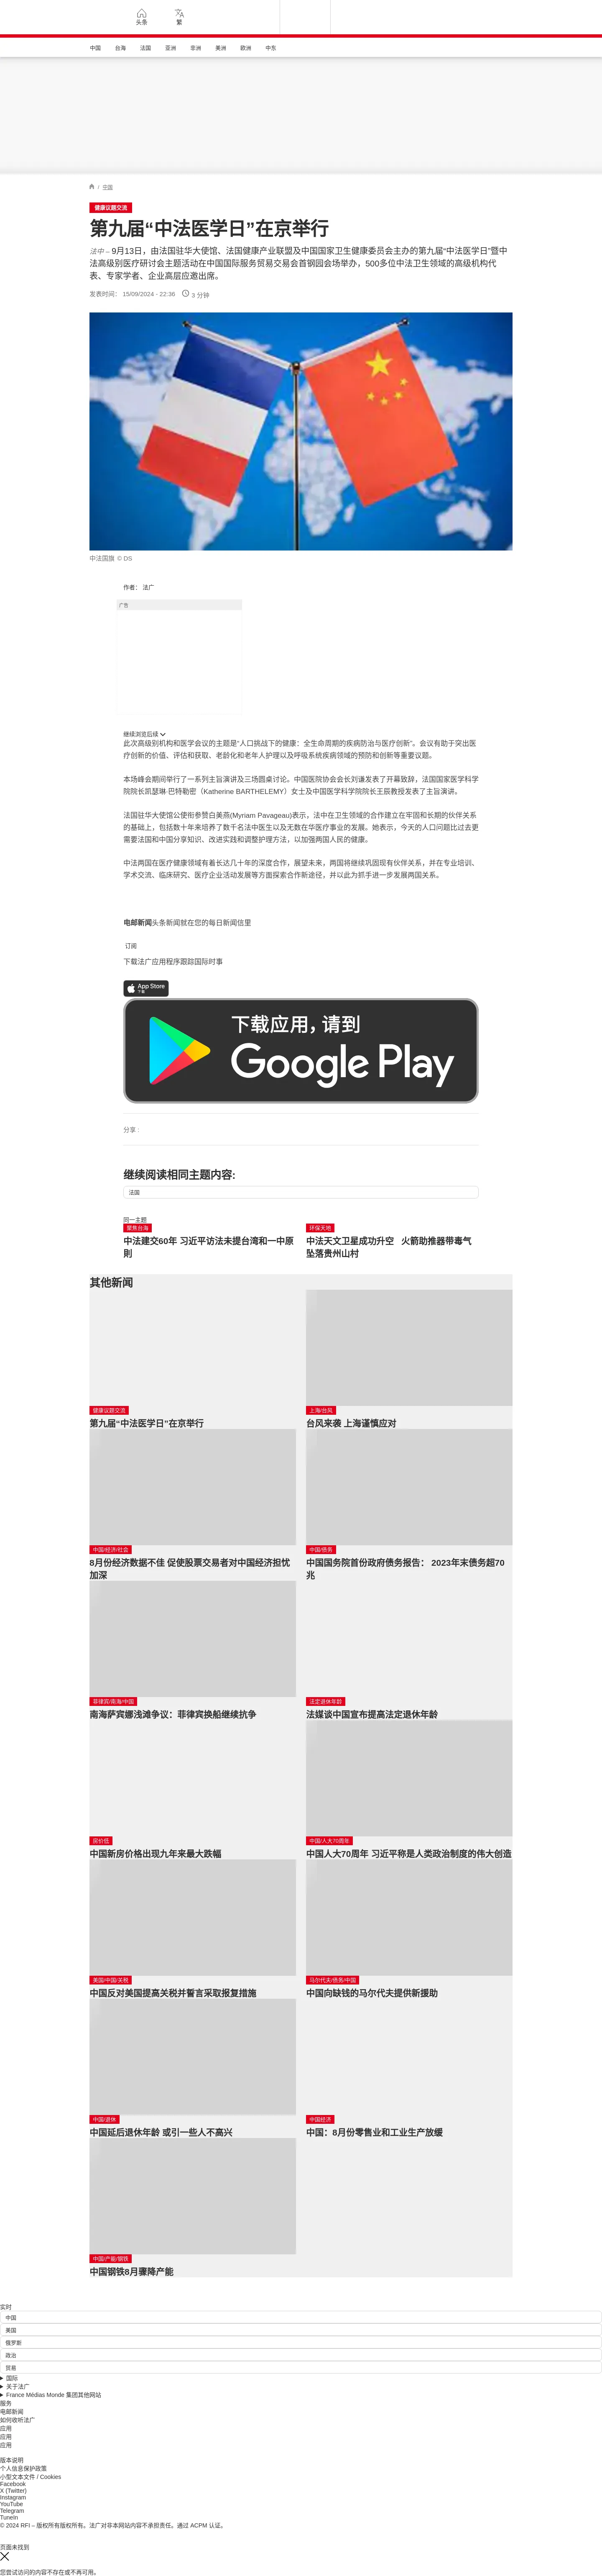 头条
繁
中国
台海
法国
亚洲
非洲
美洲
欧洲
中东
/ 中国
健康议题交流
第九届“中法医学日”在京举行
法中 – 9月13日，由法国驻华大使馆、法国健康产业联盟及中国国家卫生健康委员会主办的第九届“中法医学日”暨中
法高级别医疗研讨会主题活动在中国国际服务贸易交易会首钢园会场举办，500多位中法卫生领域的高级机构代
表、专家学者、企业高层应邀出席。
发表时间： 15/09/2024 - 22:36
3 分钟
中法国旗 © DS
作者： 法广
广告
继续浏览后续
此次高级别机构和医学会议的主题是“人口挑战下的健康：全生命周期的疾病防治与医疗创新”。会议有助于突出医
疗创新的价值、评估和获取、老龄化和老年人护理以及呼吸系统疾病领域的预防和创新等重要议题。
本场峰会期间举行了一系列主旨演讲及三场圆桌讨论。中国医院协会会长刘谦发表了开幕致辞，法国国家医学科学
院院长凯瑟琳·巴特勒密（Katherine BARTHELEMY）女士及中国医学科学院院长王辰教授发表了主旨演讲。
法国驻华大使馆公使衔参赞白美燕(Myriam Pavageau)表示，法中在卫生领域的合作建立在牢固和长期的伙伴关系
的基础上，包括数十年来培养了数千名法中医生以及无数在华医疗事业的发展。她表示，今天的人口问题比过去更
需要法国和中国分享知识、改进实践和调整护理方法，以加强两国人民的健康。
中法两国在医疗健康领域有着长达几十年的深度合作，展望未来，两国将继续巩固现有伙伴关系，并在专业培训、
学术交流、临床研究、医疗企业活动发展等方面探索合作新途径，并以此为抓手进一步发展两国关系。
电邮新闻头条新闻就在您的每日新闻信里
订阅
下载法广应用程序跟踪国际时事
App Store
下载
下载应用，请到
Google Play
分享 :
继续阅读相同主题内容:
法国
同一主题
聚焦台海
中法建交60年 习近平访法未提台湾和一中原
则
环保天地
中法天文卫星成功升空 火箭助推器带毒气
坠落贵州山村
其他新闻
健康议题交流
第九届“中法医学日”在京举行
上海/台风
台风来袭 上海谨慎应对
中国/经济/社会
8月份经济数据不佳 促使股票交易者对中国经济担忧
加深
中国/债务
中国国务院首份政府债务报告： 2023年末债务超70
兆
菲律宾/南海/中国
南海萨宾娜浅滩争议：菲律宾换船继续抗争
法定退休年龄
法媒谈中国宣布提高法定退休年龄
房价低
中国新房价格出现九年来最大跌幅
中国/人大70周年
中国人大70周年 习近平称是人类政治制度的伟大创造
美国/中国/关税
中国反对美国提高关税并誓言采取报复措施
马尔代夫/债务/中国
中国向缺钱的马尔代夫提供新援助
中国/退休
中国延后退休年龄 或引一些人不高兴
中国经济
中国：8月份零售业和工业生产放缓
中国/产能/钢铁
中国钢铁8月骤降产能
实时
中国
美国
俄罗斯
政治
贸易
国际
关于法广
France Médias Monde 集团其他网站
服务
电邮新闻
如何收听法广
应用
应用
应用
版本说明
个人信息保护政策
小型文本文件 / Cookies
Facebook
X (Twitter)
Instagram
YouTube
Telegram
TuneIn
© 2024 RFI – 版权所有版权所有。法广对非本网站内容不承担责任。通过 ACPM 认证。
页面未找到
您尝试访问的内容不存在或不再可用。